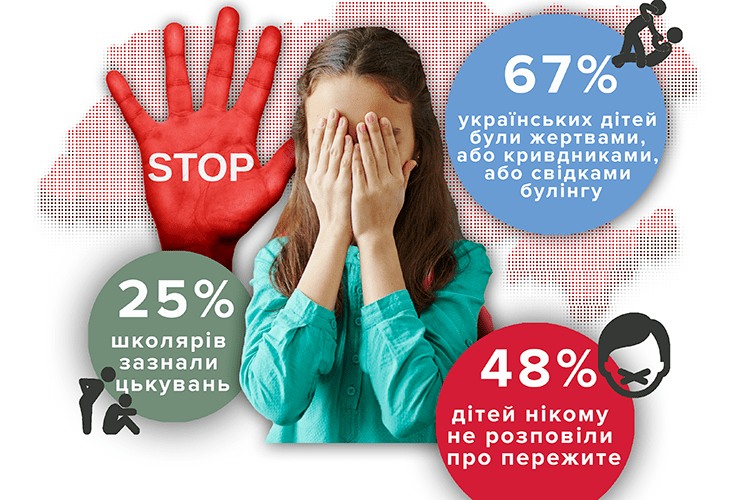 STOP
67%
українських дітей
були жертвами,
або кривдниками,
або свідками
булінгу
25%
школярів
зазнали
цькувань
48%
дітей нікому
не розповіли
про пережите